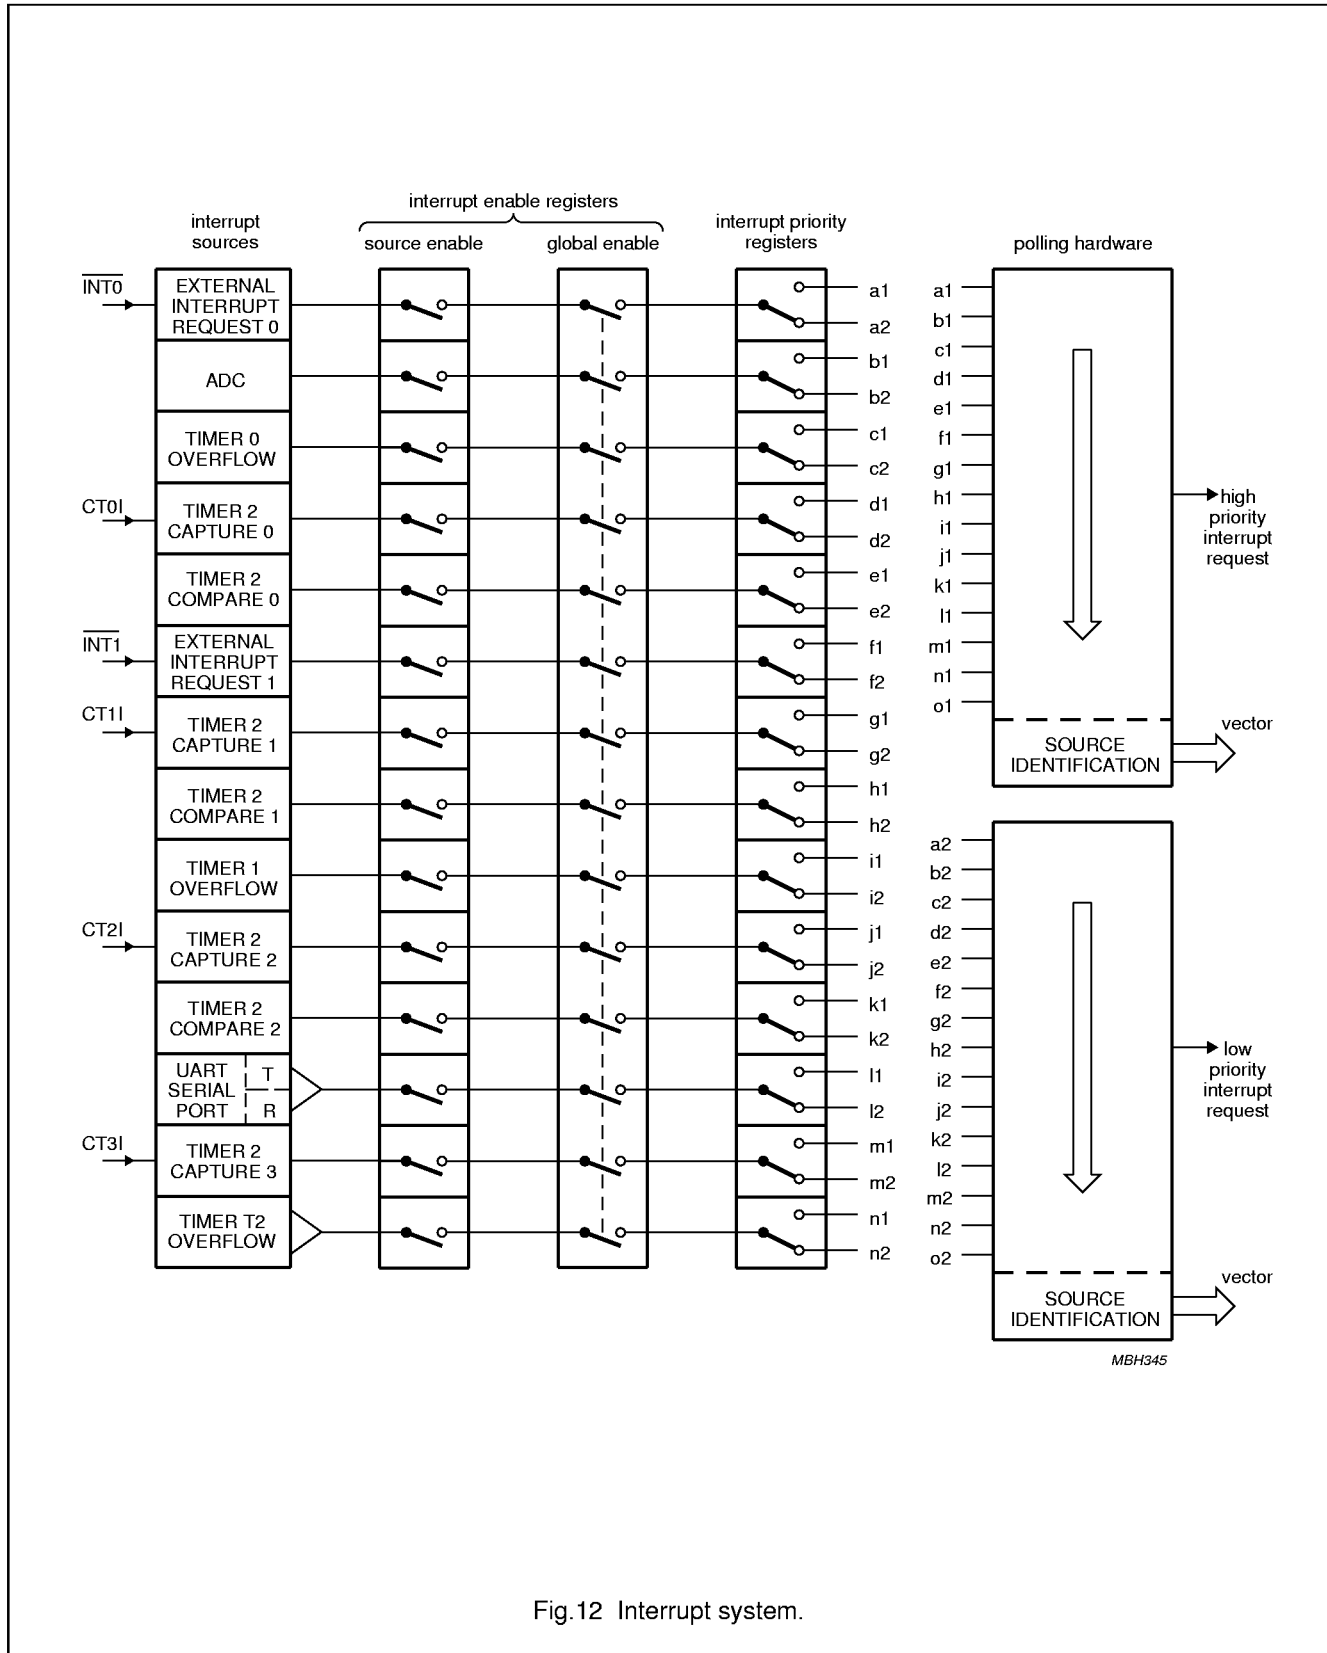 interrupt enable registers
interrupt
sources
source enable
global enable
interrupt priority
registers
polling hardware
INT0
EXTERNAL
INTERRUPT
REQUEST 0
a1
a2
ADC
b1
b2
TIMER 0
OVERFLOW
c1
c2
CT0I
TIMER 2
CAPTURE 0
d1
d2
TIMER 2
COMPARE 0
e1
e2
INT1
EXTERNAL
INTERRUPT
REQUEST 1
f1
f2
CT1I
TIMER 2
CAPTURE 1
g1
g2
TIMER 2
COMPARE 1
h1
h2
TIMER 1
OVERFLOW
i1
i2
CT2I
TIMER 2
CAPTURE 2
j1
j2
TIMER 2
COMPARE 2
k1
k2
UART
SERIAL
PORT
T
R
l1
l2
CT3I
TIMER 2
CAPTURE 3
m1
m2
TIMER T2
OVERFLOW
n1
n2
a1
b1
c1
d1
e1
f1
g1
h1
i1
j1
k1
l1
m1
n1
o1
high
priority
interrupt
request
SOURCE
IDENTIFICATION
vector
a2
b2
c2
d2
e2
f2
g2
h2
i2
j2
k2
l2
m2
n2
o2
low
priority
interrupt
request
SOURCE
IDENTIFICATION
vector
MBH345
Fig.12 Interrupt system.